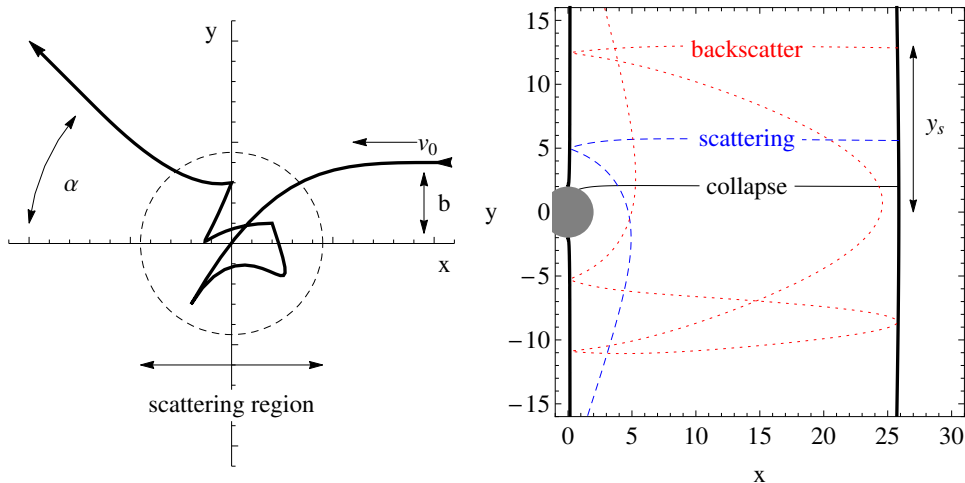 y
v₀
α
b
x
scattering region
15
10
5
0
−5
−10
−15
y
backscatter
scattering
collapse
yₛ
0 5 10 15 20 25 30
x